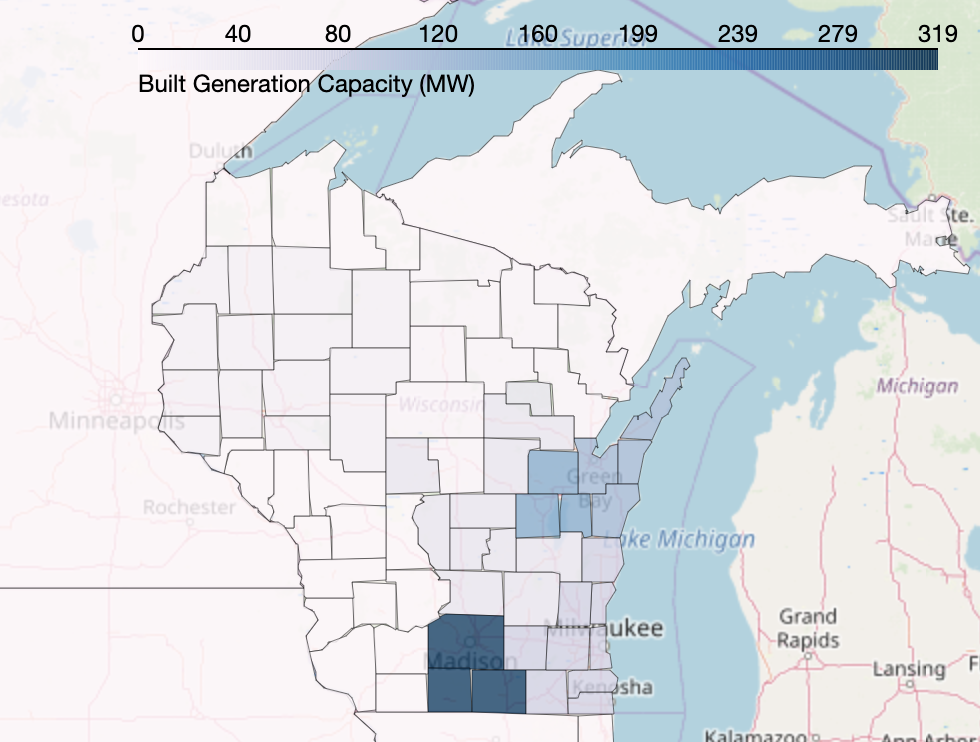 0 40 80 120 160 199 239 279 319
Lake Superior
Built Generation Capacity (MW)
Duluth
esota
Sault Ste.
Marie
Michigan
Minneapolis
Wisconsin
Green
Bay
Rochester
Lake Michigan
Grand
Rapids
Milwaukee
Madison
Lansing
F
Kenosha
Kalamazoo
Ann Arbor